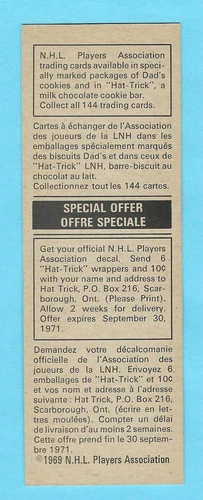 N.H.L. Players Association
trading cards available in speci-
ally marked packages of Dad's
cookies and in "Hat-Trick", a
milk chocolate cookie bar.
Collect all 144 trading cards.
Cartes à échanger de l'Association
des joueurs de la LNH dans les
emballages spécialement marqués
des biscuits Dad's et dans ceux de
"Hat-Trick" LNH, barre-biscuit au
chocolat au lait.
Collectionnez tout les 144 cartes.
SPECIAL OFFER
OFFRE SPECIALE
Get your official N.H.L. Players
Association decal. Send 6
"Hat-Trick" wrappers and 10¢
with your name and address to
Hat Trick, P.O. Box 216, Scar-
borough, Ont. (Please Print).
Allow 2 weeks for delivery.
Offer expires September 30,
1971.
Demandez votre décalcomanie
officielle de l'Association des
joueurs de la LNH. Envoyez 6
emballages de "Hat-Trick" et 10¢
et vos nom et adresse à l'adresse
suivante: Hat Trick, P.O. Box 216,
Scarborough, Ont. (écrire en let-
tres moulées). Compter un délai
de livraison d'au moins 2 semaines.
Cette offre prend fin le 30 septem-
bre 1971.
©1969 N.H.L. Players Association